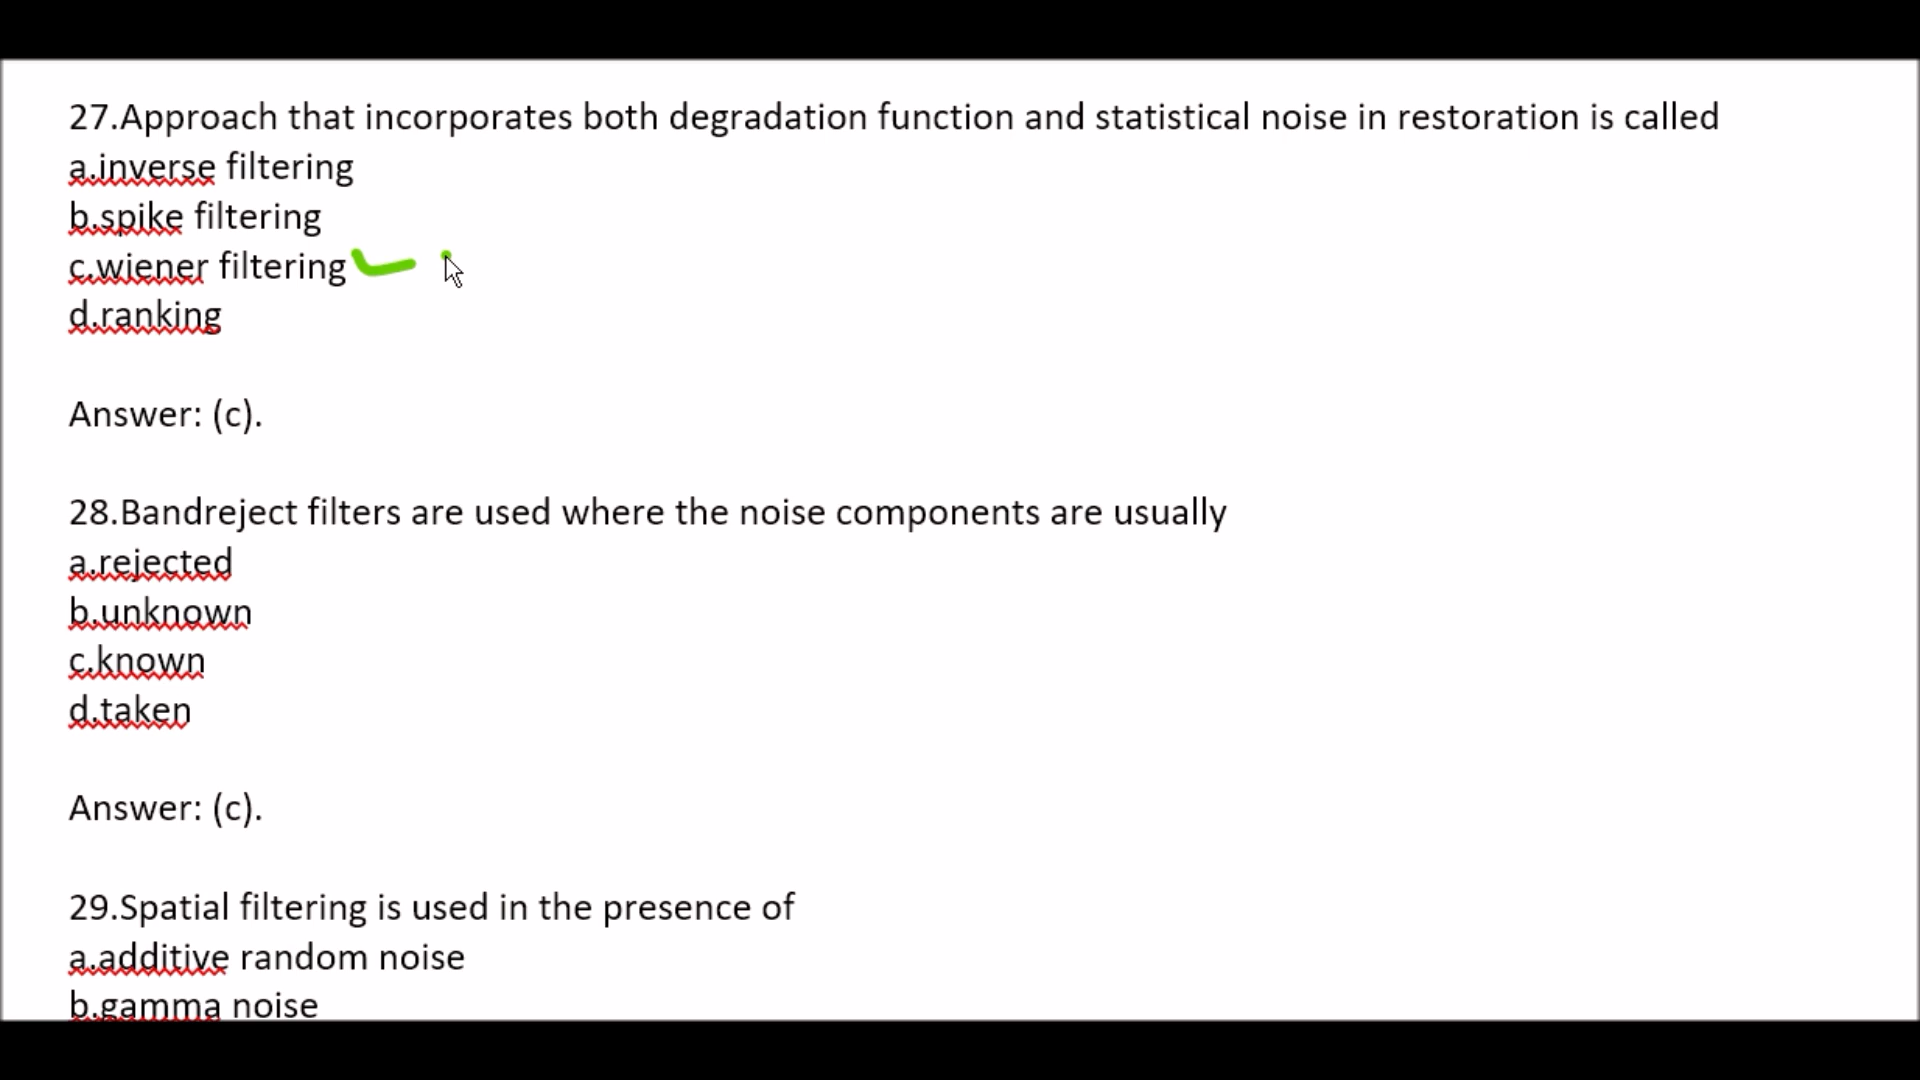 27.Approach that incorporates both degradation function and statistical noise in restoration is called
a.inverse filtering
b.spike filtering
c.wiener filtering
d.ranking
Answer: (c).
28.Bandreject filters are used where the noise components are usually
a.rejected
b.unknown
c.known
d.taken
Answer: (c).
29.Spatial filtering is used in the presence of
a.additive random noise
b.gamma noise